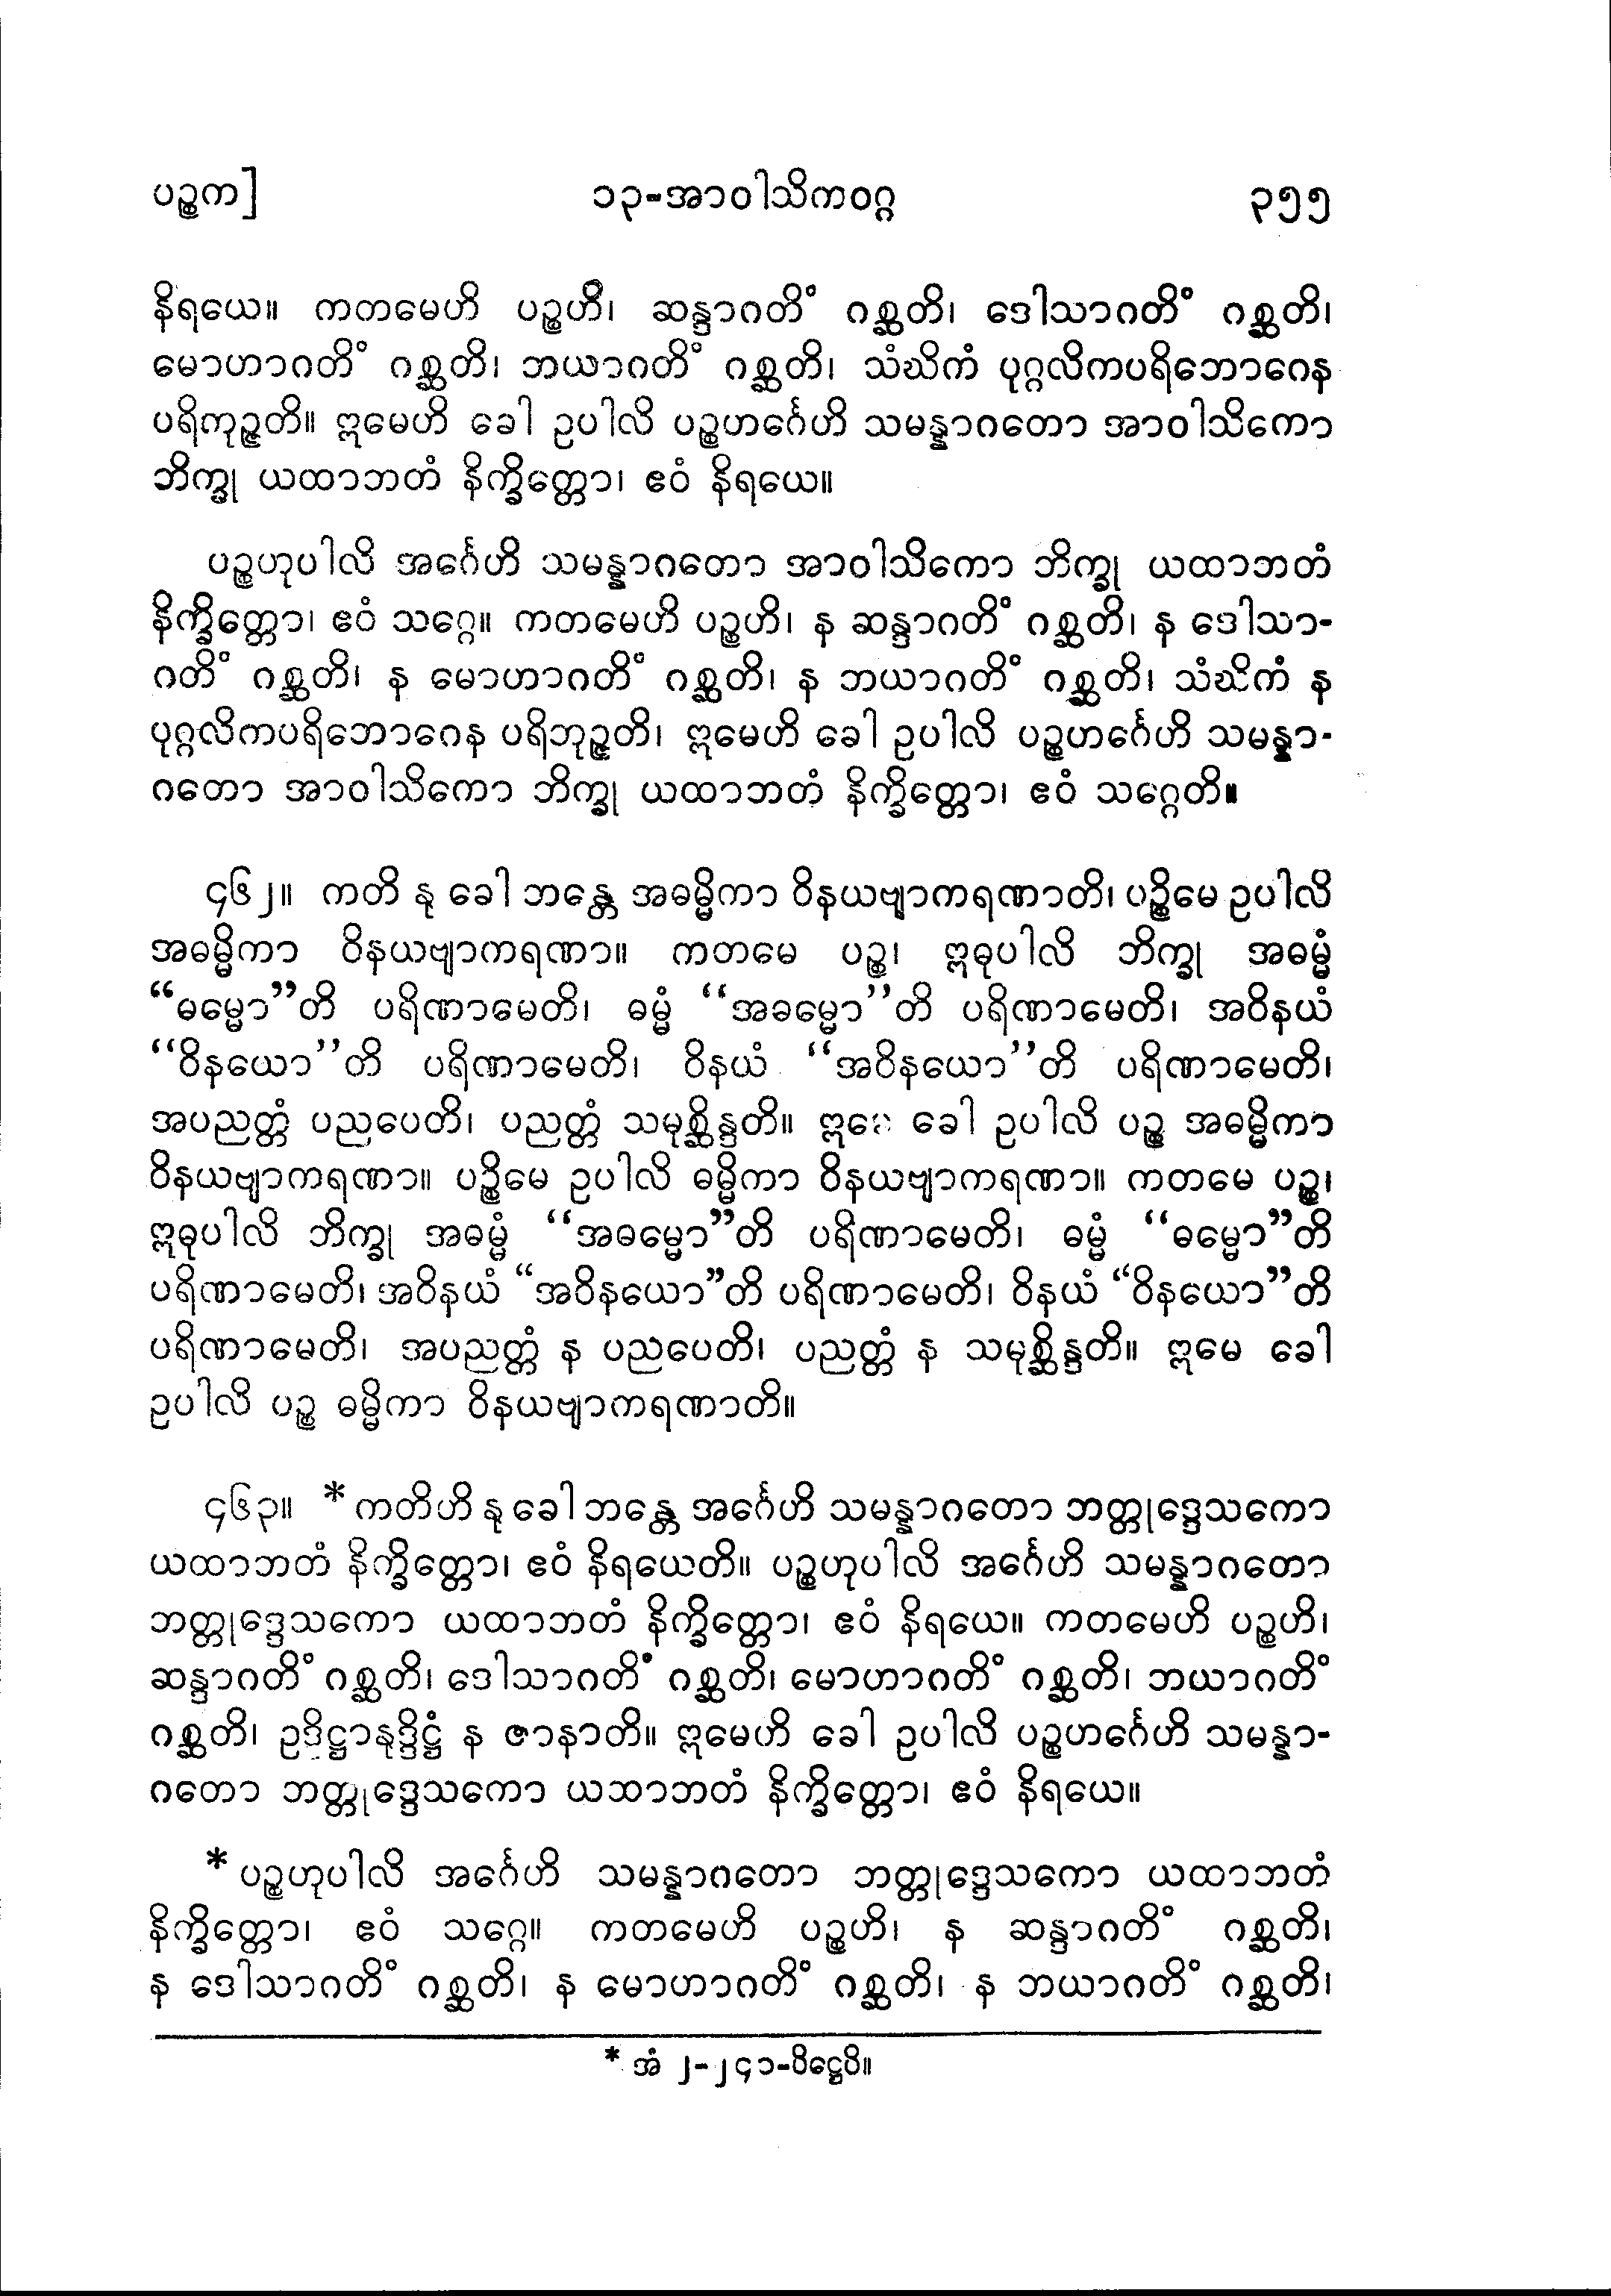 ပဉ္စက]	၁၃-အာဝါသိကဝဂ္ဂ	၃၅၅
နိရယေ။ ကတမေဟိ ပဉ္စဟိ၊ ဆန္ဒာဂတိံ ဂစ္ဆတိ၊ ဒေါသာဂတိံ ဂစ္ဆတိ၊
မောဟာဂတိံ ဂစ္ဆတိ၊ ဘယာဂတိံ ဂစ္ဆတိ၊ သံဃိကံ ပုဂ္ဂလိကပရိဘောဂေန
ပရိဘုဉ္ဇတိ။ ဣမေဟိ ခေါ ဥပါလိ ပဉ္စဟင်္ဂေဟိ သမန္နာဂတော အာဝါသိကော
ဘိက္ခု ယထာဘတံ နိက္ခိတ္တော၊ ဧဝံ နိရယေ။
ပဉ္စဟုပါလိ အင်္ဂေဟိ သမန္နာဂတော အာဝါသိကော ဘိက္ခု ယထာဘတံ
နိက္ခိတ္တော၊ ဧဝံ သဂ္ဂေ။ ကတမေဟိ ပဉ္စဟိ၊ န ဆန္ဒာဂတိံ ဂစ္ဆတိ၊ န ဒေါသာ-
ဂတိံ ဂစ္ဆတိ၊ န မောဟာဂတိံ ဂစ္ဆတိ၊ န ဘယာဂတိံ ဂစ္ဆတိ၊ သံဃိကံ န
ပုဂ္ဂလိကပရိဘောဂေန ပရိဘုဉ္ဇတိ၊ ဣမေဟိ ခေါ ဥပါလိ ပဉ္စဟင်္ဂေဟိ သမန္နာ-
ဂတော အာဝါသိကော ဘိက္ခု ယထာဘတံ နိက္ခိတ္တော၊ ဧဝံ သဂ္ဂေတိ။
၄၆၂။ ကတိ နု ခေါ ဘန္တေ အဓမ္မိကာ ဝိနယဗျာကရဏာတိ၊ ပဉ္စိမေ ဥပါလိ
အဓမ္မိကာ ဝိနယဗျာကရဏာ။ ကတမေ ပဉ္စ၊ ဣဓုပါလိ ဘိက္ခု အဓမ္မံ
“ဓမ္မော”တိ ပရိဏာမေတိ၊ ဓမ္မံ “အဓမ္မော”တိ ပရိဏာမေတိ၊ အဝိနယံ
“ဝိနယော”တိ ပရိဏာမေတိ၊ ဝိနယံ “အဝိနယော”တိ ပရိဏာမေတိ၊
အပညတ္တံ ပညပေတိ၊ ပညတ္တံ သမုစ္ဆိန္ဒတိ။ ခေါ ဥပါလိ ပဉ္စ အဓမ္မိကာ
ဝိနယဗျာကရဏာ။ ပဉ္စိမေ ဥပါလိ ဓမ္မိကာ ဝိနယဗျာကရဏာ။ ကတမေ ပဉ္စ၊
ဣဓုပါလိ ဘိက္ခု အဓမ္မံ “အဓမ္မော”တိ ပရိဏာမေတိ၊ ဓမ္မံ “ဓမ္မော”တိ
ပရိဏာမေတိ၊ အဝိနယံ “အဝိနယော”တိ ပရိဏာမေတိ၊ ဝိနယံ “ဝိနယော”တိ
ပရိဏာမေတိ၊ အပညတ္တံ န ပညပေတိ၊ ပညတ္တံ န သမုစ္ဆိန္ဒတိ။ ဣမေ ခေါ
ဥပါလိ ပဉ္စ ဓမ္မိကာ ဝိနယဗျာကရဏာတိ။
၄၆၃။ * ကတိဟိ နု ခေါ ဘန္တေ အင်္ဂေဟိ သမန္နာဂတော ဘတ္တုဒ္ဒေသကော
ယထာဘတံ နိက္ခိတ္တော၊ ဧဝံ နိရယေတိ။ ပဉ္စဟုပါလိ အင်္ဂေဟိ သမန္နာဂတော
ဘတ္တုဒ္ဒေသကော ယထာဘတံ နိက္ခိတ္တော၊ ဧဝံ နိရယေ။ ကတမေဟိ ပဉ္စဟိ၊
ဆန္ဒာဂတိံ ဂစ္ဆတိ၊ ဒေါသာဂတိံ ဂစ္ဆတိ၊ မောဟာဂတိံ ဂစ္ဆတိ၊ ဘယာဂတိံ
ဂစ္ဆတိ၊ ဥဒ္ဒိဋ္ဌာနုဒ္ဒိဋ္ဌံ န ဇာနာတိ။ ဣမေဟိ ခေါ ဥပါလိ ပဉ္စဟင်္ဂေဟိ သမန္နာ-
ဂတော ဘတ္တုဒ္ဒေသကော ယထာဘတံ နိက္ခိတ္တော၊ ဧဝံ နိရယေ။
* ပဉ္စဟုပါလိ အင်္ဂေဟိ သမန္နာဂတော ဘတ္တုဒ္ဒေသကော ယထာဘတံ
နိက္ခိတ္တော၊ ဧဝံ သဂ္ဂေ။ ကတမေဟိ ပဉ္စဟိ၊ န ဆန္ဒာဂတိံ ဂစ္ဆတိ၊
န ဒေါသာဂတိံ ဂစ္ဆတိ၊ န မောဟာဂတိံ ဂစ္ဆတိ၊ န ဘယာဂတိံ ဂစ္ဆတိ၊
* အံ ၂-၂၄၁-ပိဋ္ဌေပိ။